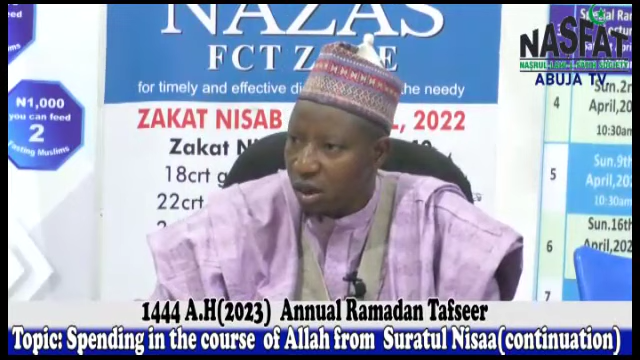 NAZAS
FCT
for timely and effective
the needy
ZAKAT NISAB
2022
Zakat
18crt
22crt
N1,000
you can feed
2
Fasting Muslims
4
Sun.2n
April,20
10:30am
5
Sun.9th
April,20
10:30am
6
Sun.16th
April,202
7
NASFAT
ABUJA TV
1444 A.H(2023) Annual Ramadan Tafseer
Topic: Spending in the course of Allah from Suratul Nisaa(continuation)